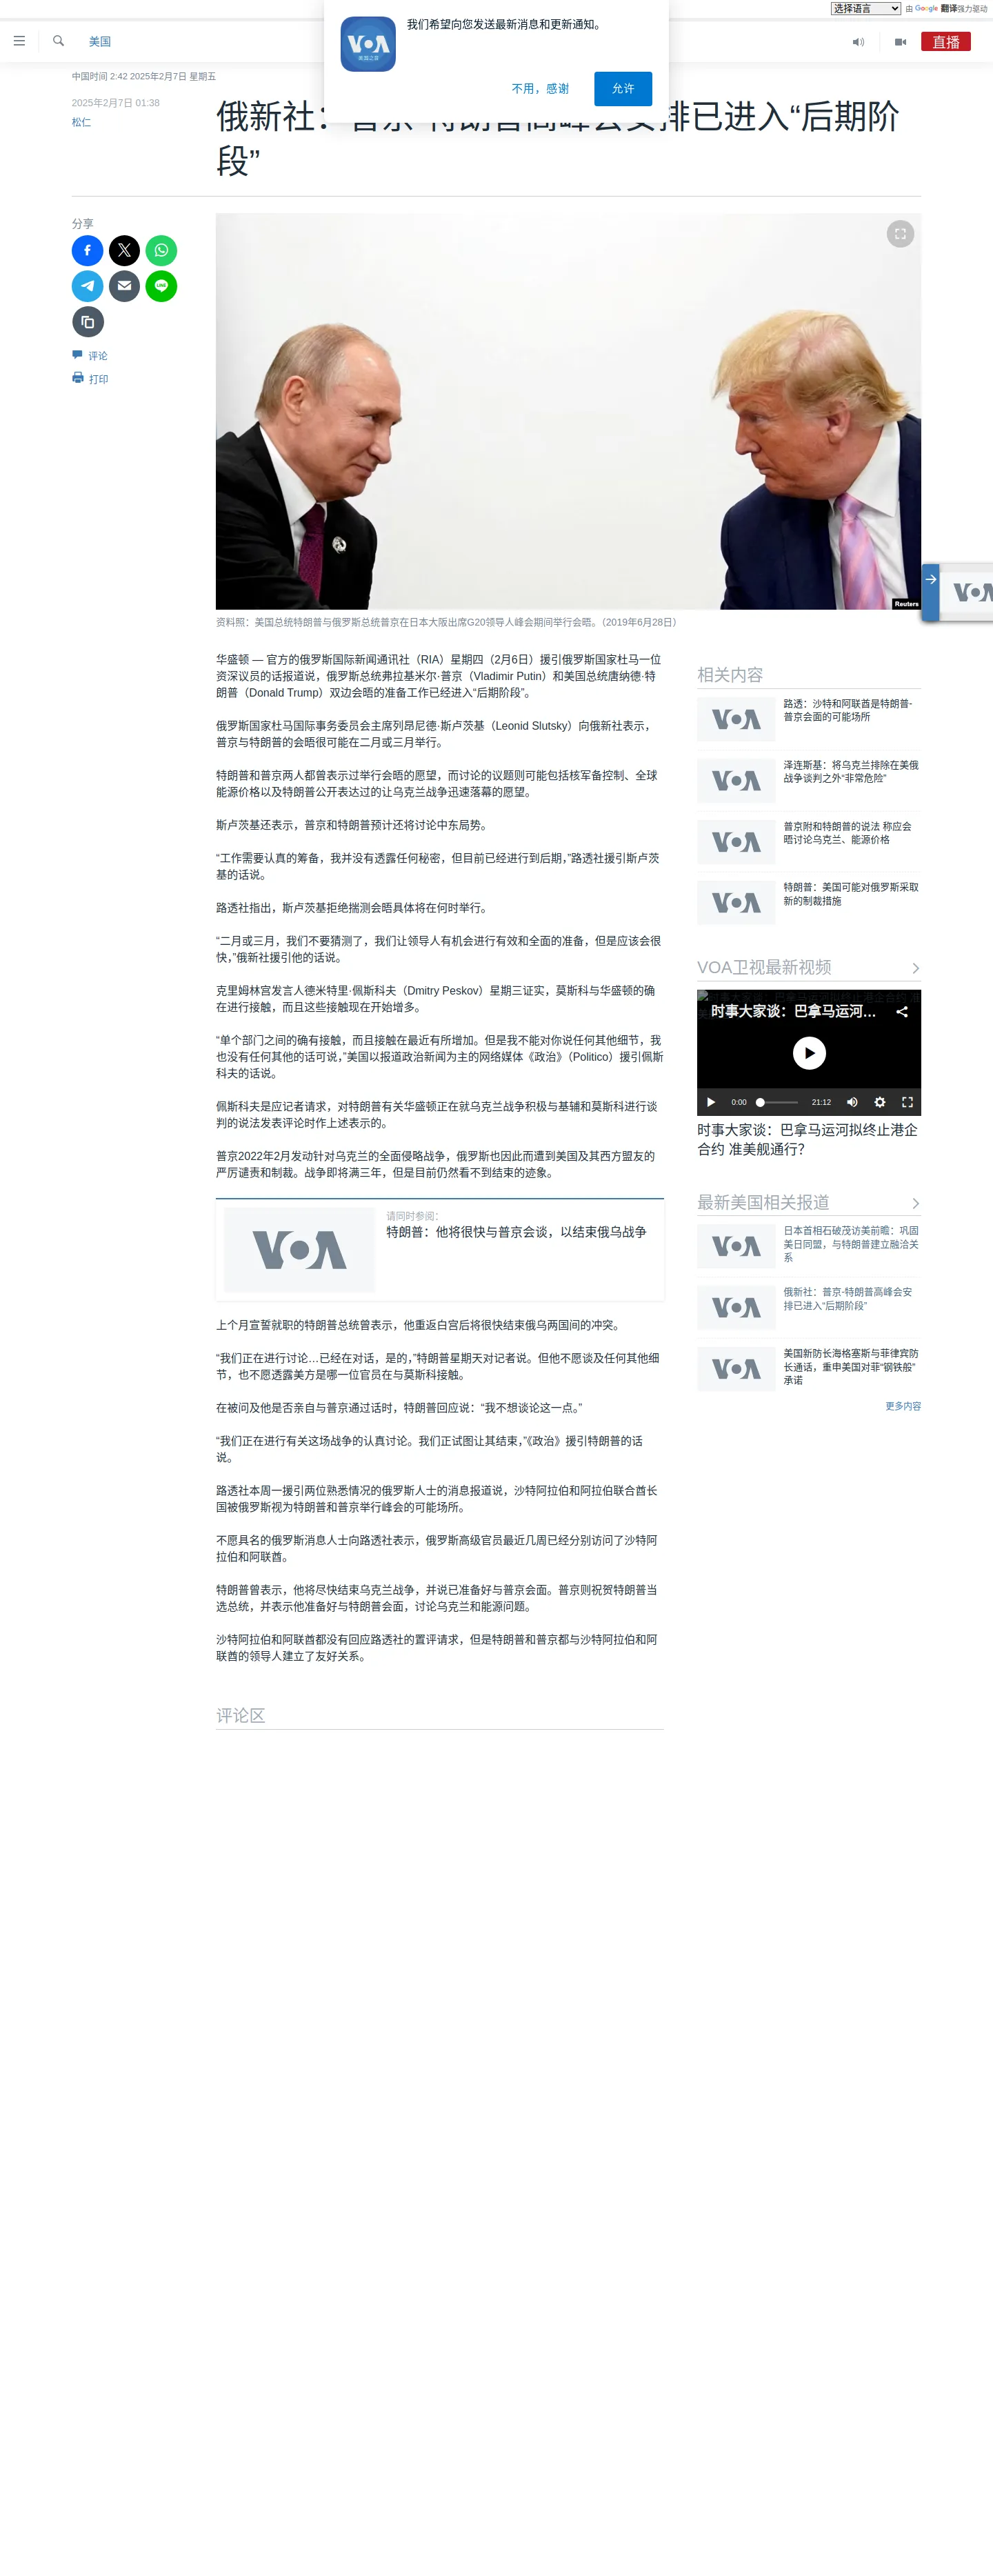 选择语言 由 Google 翻译强力驱动
我们希望向您发送最新消息和更新通知。
不用，感谢
允许
VOA
美国之音
美国
直播
中国时间 2:42 2025年2月7日 星期五
2025年2月7日 01:38
松仁
俄新社：普京-特朗普高峰会安排已进入“后期阶
段”
分享
LINE
评论
打印
Reuters
资料照：美国总统特朗普与俄罗斯总统普京在日本大阪出席G20领导人峰会期间举行会晤。（2019年6月28日）
华盛顿 — 官方的俄罗斯国际新闻通讯社（RIA）星期四（2月6日）援引俄罗斯国家杜马一位
资深议员的话报道说，俄罗斯总统弗拉基米尔·普京（Vladimir Putin）和美国总统唐纳德·特
朗普（Donald Trump）双边会晤的准备工作已经进入“后期阶段”。
俄罗斯国家杜马国际事务委员会主席列昂尼德·斯卢茨基（Leonid Slutsky）向俄新社表示，
普京与特朗普的会晤很可能在二月或三月举行。
特朗普和普京两人都曾表示过举行会晤的愿望，而讨论的议题则可能包括核军备控制、全球
能源价格以及特朗普公开表达过的让乌克兰战争迅速落幕的愿望。
斯卢茨基还表示，普京和特朗普预计还将讨论中东局势。
“工作需要认真的筹备，我并没有透露任何秘密，但目前已经进行到后期，”路透社援引斯卢茨
基的话说。
路透社指出，斯卢茨基拒绝揣测会晤具体将在何时举行。
“二月或三月，我们不要猜测了，我们让领导人有机会进行有效和全面的准备，但是应该会很
快，”俄新社援引他的话说。
克里姆林宫发言人德米特里·佩斯科夫（Dmitry Peskov）星期三证实，莫斯科与华盛顿的确
在进行接触，而且这些接触现在开始增多。
“单个部门之间的确有接触，而且接触在最近有所增加。但是我不能对你说任何其他细节，我
也没有任何其他的话可说，”美国以报道政治新闻为主的网络媒体《政治》（Politico）援引佩斯
科夫的话说。
佩斯科夫是应记者请求，对特朗普有关华盛顿正在就乌克兰战争积极与基辅和莫斯科进行谈
判的说法发表评论时作上述表示的。
普京2022年2月发动针对乌克兰的全面侵略战争，俄罗斯也因此而遭到美国及其西方盟友的
严厉谴责和制裁。战争即将满三年，但是目前仍然看不到结束的迹象。
VOA
请同时参阅：
特朗普：他将很快与普京会谈，以结束俄乌战争
上个月宣誓就职的特朗普总统曾表示，他重返白宫后将很快结束俄乌两国间的冲突。
“我们正在进行讨论…已经在对话，是的，”特朗普星期天对记者说。但他不愿谈及任何其他细
节，也不愿透露美方是哪一位官员在与莫斯科接触。
在被问及他是否亲自与普京通过话时，特朗普回应说：“我不想谈论这一点。”
“我们正在进行有关这场战争的认真讨论。我们正试图让其结束，”《政治》援引特朗普的话
说。
路透社本周一援引两位熟悉情况的俄罗斯人士的消息报道说，沙特阿拉伯和阿拉伯联合酋长
国被俄罗斯视为特朗普和普京举行峰会的可能场所。
不愿具名的俄罗斯消息人士向路透社表示，俄罗斯高级官员最近几周已经分别访问了沙特阿
拉伯和阿联酋。
特朗普曾表示，他将尽快结束乌克兰战争，并说已准备好与普京会面。普京则祝贺特朗普当
选总统，并表示他准备好与特朗普会面，讨论乌克兰和能源问题。
沙特阿拉伯和阿联酋都没有回应路透社的置评请求，但是特朗普和普京都与沙特阿拉伯和阿
联酋的领导人建立了友好关系。
评论区
VOA
相关内容
VOA
路透：沙特和阿联酋是特朗普-
普京会面的可能场所
VOA
泽连斯基：将乌克兰排除在美俄
战争谈判之外“非常危险”
VOA
普京附和特朗普的说法 称应会
晤讨论乌克兰、能源价格
VOA
特朗普：美国可能对俄罗斯采取
新的制裁措施
VOA卫视最新视频
时事大家谈：巴拿马运河…
0:00
21:12
时事大家谈：巴拿马运河拟终止港企
合约 准美舰通行？
最新美国相关报道
VOA
日本首相石破茂访美前瞻：巩固
美日同盟，与特朗普建立融洽关
系
VOA
俄新社：普京-特朗普高峰会安
排已进入“后期阶段”
VOA
美国新防长海格塞斯与菲律宾防
长通话，重申美国对菲“钢铁般”
承诺
更多内容